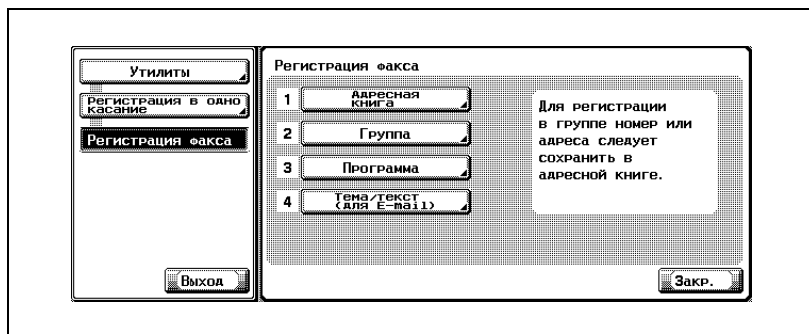 Утилиты
Регистрация в одно
касание
Регистрация факса
Выход
Регистрация факса
1 Адресная
книга
2 Группа
3 Программа
4 Тема/текст
(для E-mail)
Для регистрации
в группе номер или
адреса следует
сохранить в
адресной книге.
Закр.